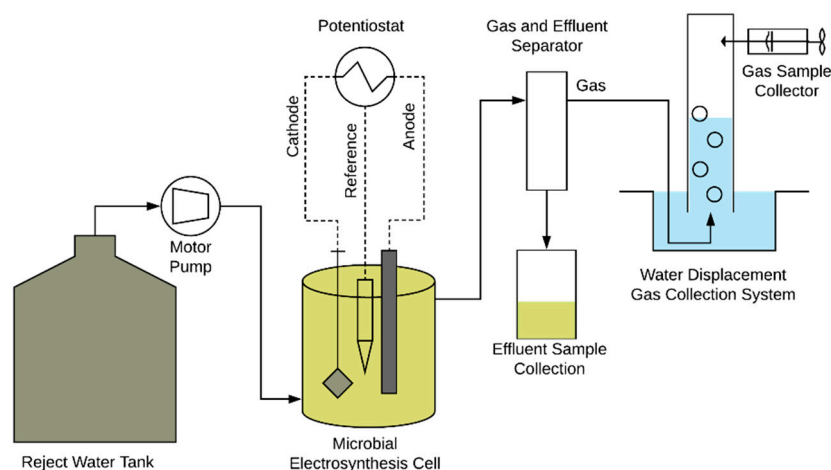 Potentiostat
Gas and Effluent
Separator
Gas Sample
Collector
Gas
Cathode
Reference
Anode
Motor
Pump
Water Displacement
Gas Collection System
Effluent Sample
Collection
Microbial
Electrosynthesis Cell
Reject Water Tank